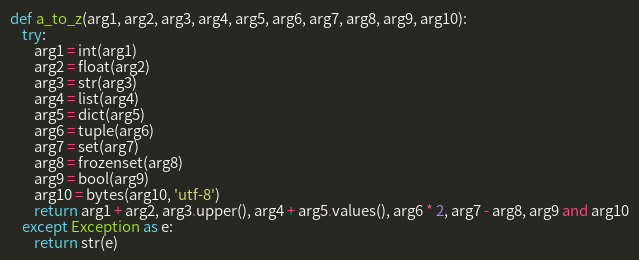 def a_to_z(arg1, arg2, arg3, arg4, arg5, arg6, arg7, arg8, arg9, arg10):
    try:
        arg1 = int(arg1)
        arg2 = float(arg2)
        arg3 = str(arg3)
        arg4 = list(arg4)
        arg5 = dict(arg5)
        arg6 = tuple(arg6)
        arg7 = set(arg7)
        arg8 = frozenset(arg8)
        arg9 = bool(arg9)
        arg10 = bytes(arg10, 'utf-8')
        return arg1 + arg2, arg3.upper(), arg4 + arg5.values(), arg6 * 2, arg7 - arg8, arg9 and arg10
    except Exception as e:
        return str(e)